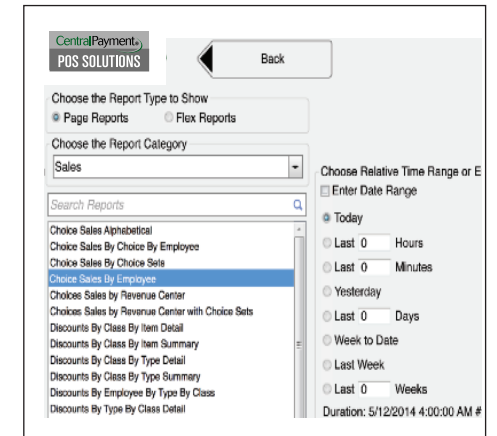 CentralPayment
POS SOLUTIONS
Back
Choose the Report Type to Show
Page Reports Flex Reports
Choose the Report Category
Sales
Search Reports
Choice Sales Alphabetical
Choice Sales By Choice By Employee
Choice Sales By Choice Sets
Choice Sales By Employee
Choices Sales by Revenue Center
Choices Sales by Revenue Center with Choice Sets
Discounts By Class By Item Detail
Discounts By Class By Item Summary
Discounts By Class By Type Detail
Discounts By Class By Type Summary
Discounts By Employee By Type By Class
Discounts By Type By Class Detail
Choose Relative Time Range or E
Enter Date Range
Today
Last 0 Hours
Last 0 Minutes
Yesterday
Last 0 Days
Week to Date
Last Week
Last 0 Weeks
Duration: 5/12/2014 4:00:00 AM #